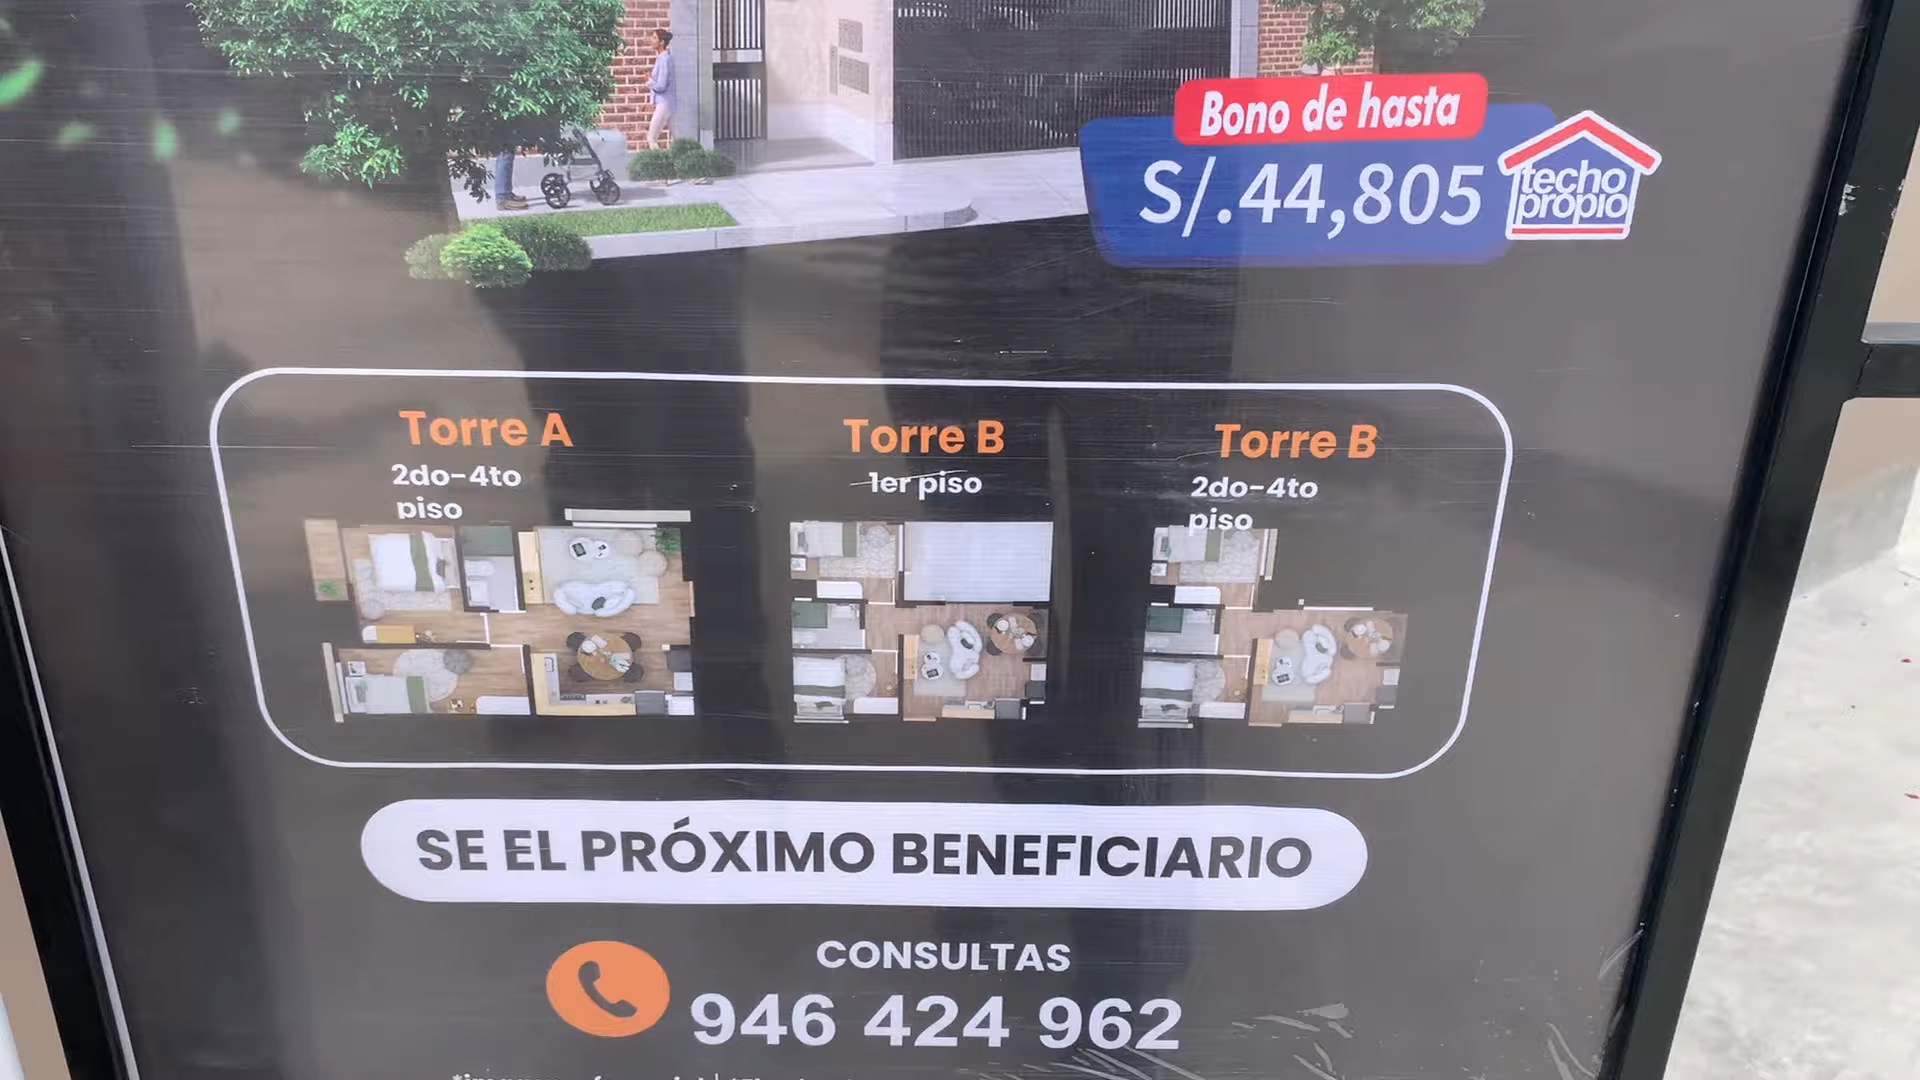 Bono de hasta
S/.44,805
techo
propio
Torre A
2do-4to
piso
Torre B
1er piso
Torre B
2do-4to
piso
SE EL PRÓXIMO BENEFICIARIO
CONSULTAS
946 424 962